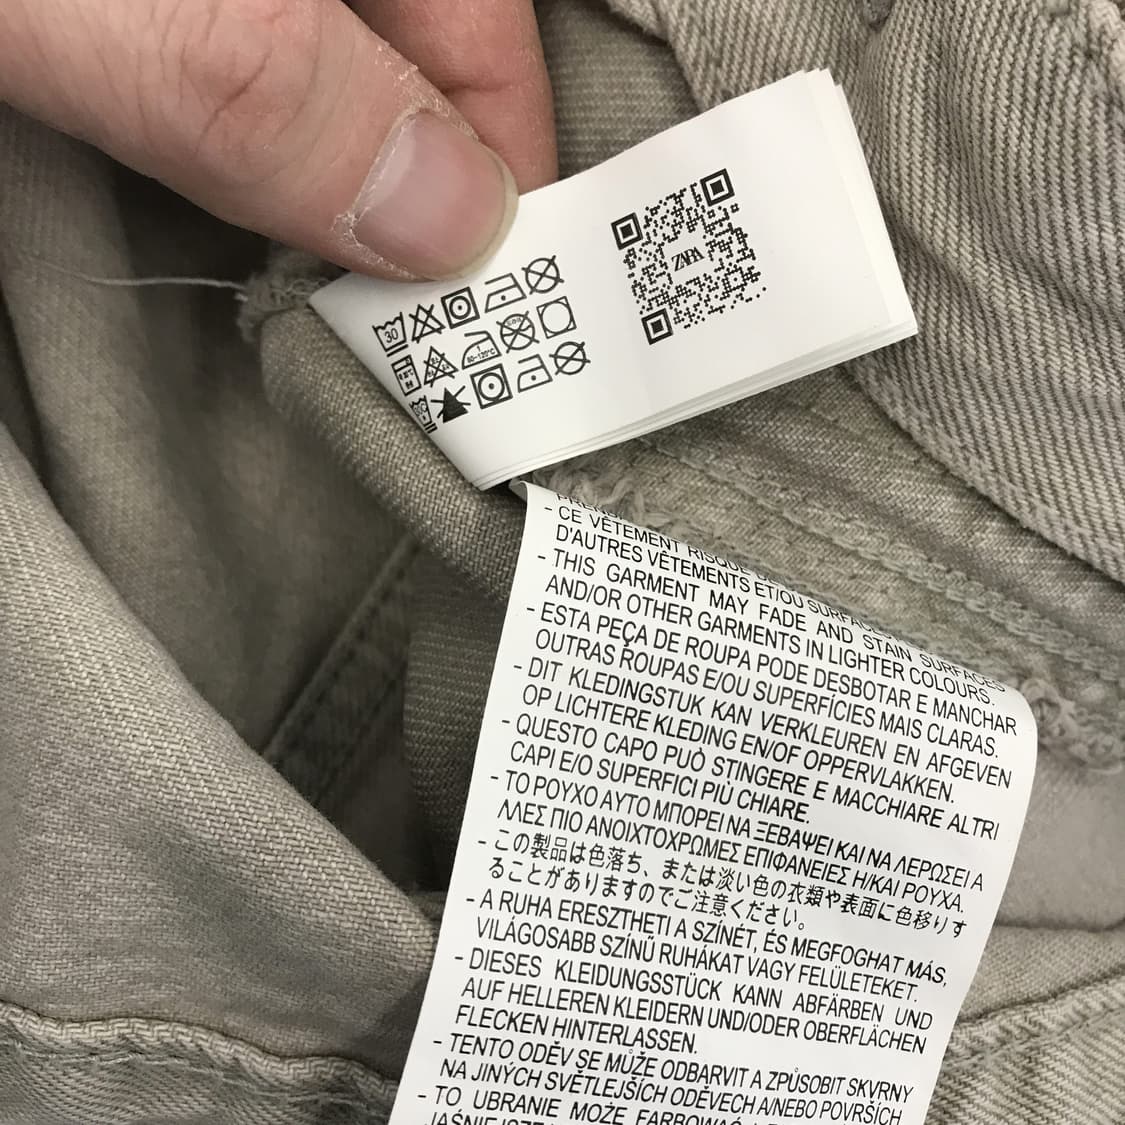 30
ZARA
1
80-120°C
- CE VÊTEMENT RISQUE DE
D'AUTRES VÊTEMENTS ET/OU SURFACES
- THIS GARMENT MAY FADE AND STAIN SURFACES
AND/OR OTHER GARMENTS IN LIGHTER COLOURS.
- ESTA PEÇA DE ROUPA PODE DESBOTAR E MANCHAR
OUTRAS ROUPAS E/OU SUPERFÍCIES MAIS CLARAS.
- DIT KLEDINGSTUK KAN VERKLEUREN EN AFGEVEN
OP LICHTERE KLEDING EN/OF OPPERVLAKKEN.
- QUESTO CAPO PUÒ STINGERE E MACCHIARE ALTRI
CAPI E/O SUPERFICI PIÙ CHIARE.
- ΤΟ ΡΟΥΧΟ ΑΥΤΟ ΜΠΟΡΕΙ ΝΑ ΞΕΒΑΨΕΙ ΚΑΙ ΝΑ ΛΕΡΩΣΕΙ Α
ΛΛΕΣ ΠΙΟ ΑΝΟΙΧΤΟΧΡΩΜΕΣ ΕΠΙΦΑΝΕΙΕΣ Η/ΚΑΙ ΡΟΥΧΑ.
- この製品は色落ち、または淡い色の衣類や表面に色移りす
ることがありますのでご注意ください。
- A RUHA ERESZTHETI A SZÍNÉT, ÉS MEGFOGHAT MÁS,
VILÁGOSABB SZÍNŰ RUHÁKAT VAGY FELÜLETEKET.
- DIESES KLEIDUNGSSTÜCK KANN ABFÄRBEN UND
AUF HELLEREN KLEIDERN UND/ODER OBERFLÄCHEN
FLECKEN HINTERLASSEN.
- TENTO ODĚV SE MŮŽE ODBARVIT A ZPŮSOBIT SKVRNY
NA JINÝCH SVĚTLEJŠÍCH ODĚVECH A/NEBO POVRŠÍCH
- TO UBRANIE MOŻE FARBOWAĆ